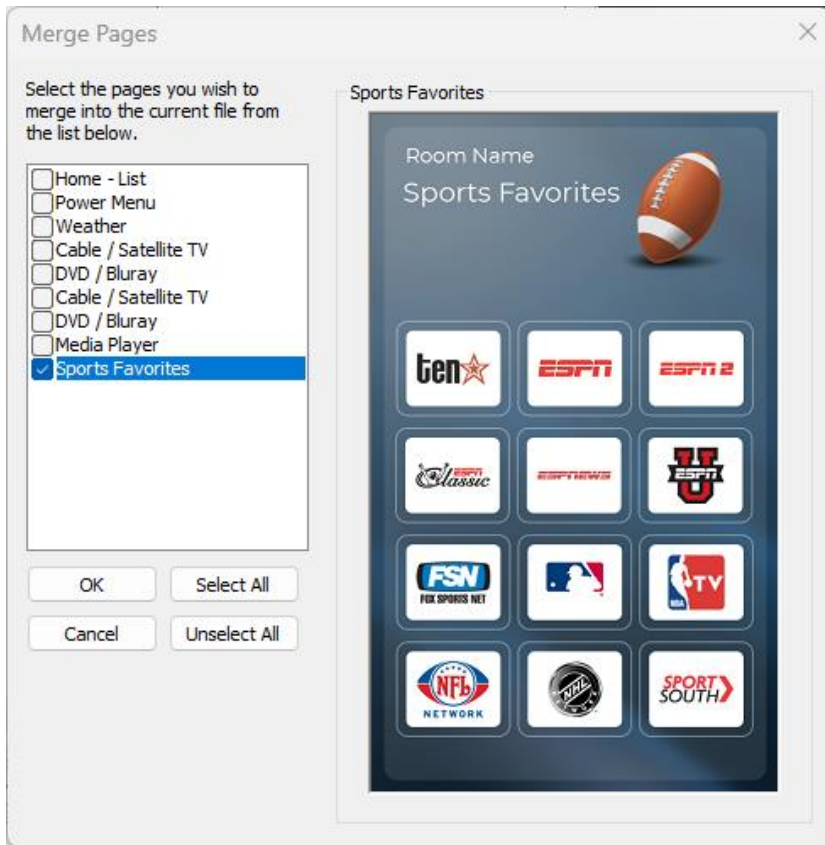 Merge Pages
Select the pages you wish to
merge into the current file from
the list below.
Home - List
Power Menu
Weather
Cable / Satellite TV
DVD / Bluray
Cable / Satellite TV
DVD / Bluray
Media Player
Sports Favorites
OK
Select All
Cancel
Unselect All
Sports Favorites
Room Name
Sports Favorites
ten
ESPN
ESPN 2
ESPN Classic
ESPNEWS
ESPN U
FSN
FOX SPORTS NET
NBA TV
NFL
NETWORK
NHL
NETWORK
SPORT
SOUTH